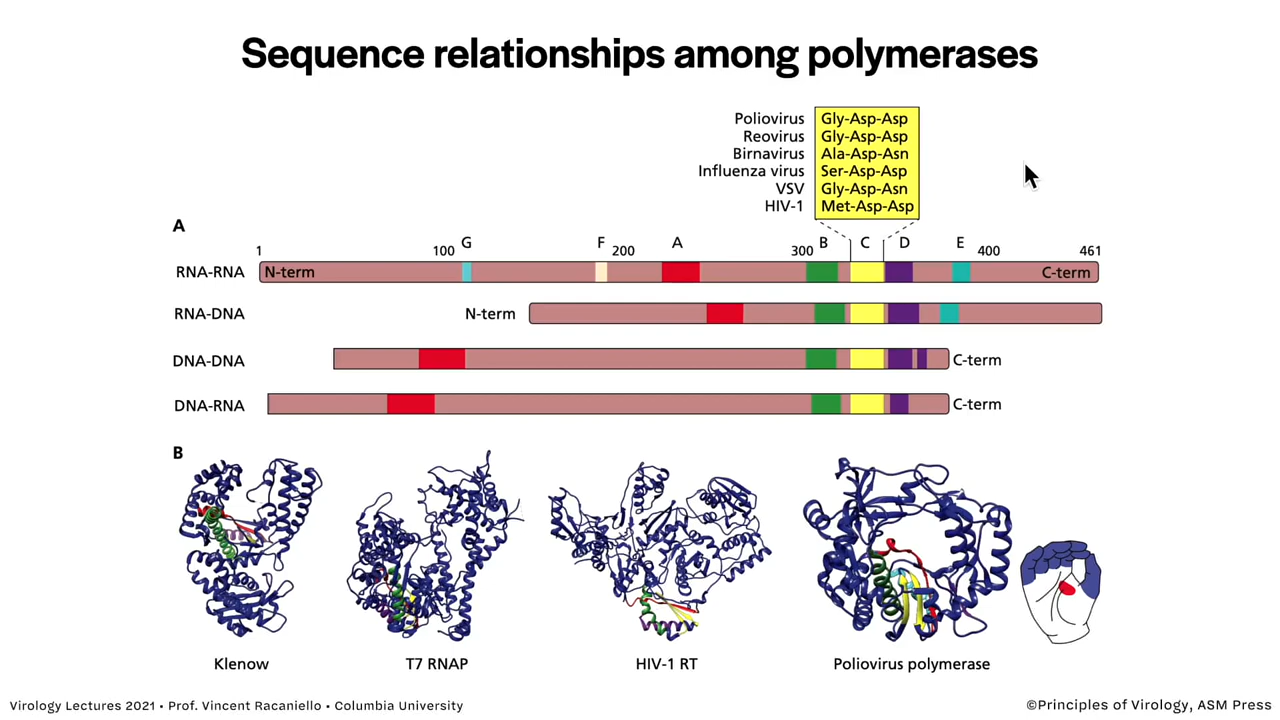 Sequence relationships among polymerases
Poliovirus Gly-Asp-Asp
Reovirus Gly-Asp-Asp
Birnavirus Ala-Asp-Asn
Influenza virus Ser-Asp-Asp
VSV Gly-Asp-Asn
HIV-1 Met-Asp-Asp
A
1 100 G F 200 A 300 B C D E 400 461
RNA-RNA N-term C-term
RNA-DNA N-term
DNA-DNA C-term
DNA-RNA C-term
B
Klenow T7 RNAP HIV-1 RT Poliovirus polymerase
Virology Lectures 2021 • Prof. Vincent Racaniello • Columbia University ©Principles of Virology, ASM Press